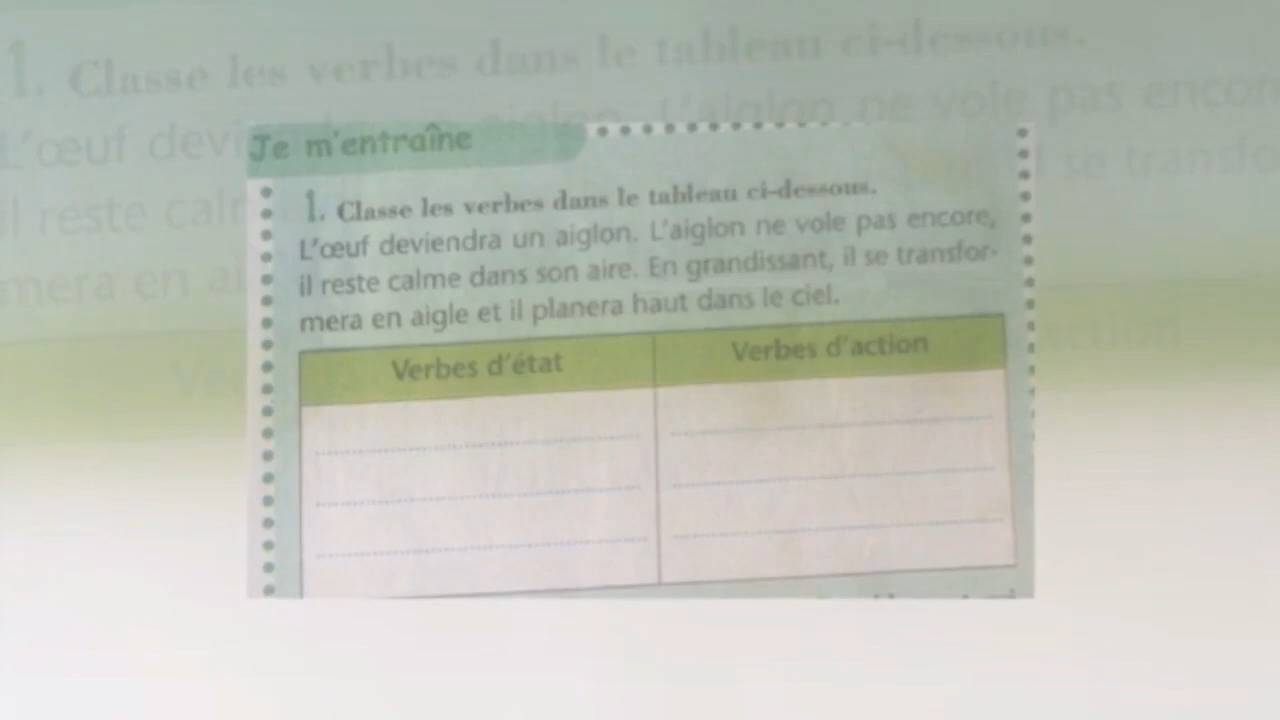 Je m'entraîne
1. Classe les verbes dans le tableau ci-dessous.
L'œuf deviendra un aiglon. L'aiglon ne vole pas encore,
il reste calme dans son aire. En grandissant, il se transfor-
mera en aigle et il planera haut dans le ciel.
Verbes d'état
Verbes d'action